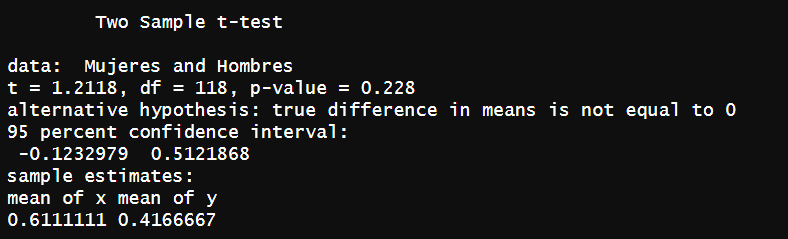 Two Sample t-test
data:  Mujeres and Hombres
t = 1.2118, df = 118, p-value = 0.228
alternative hypothesis: true difference in means is not equal to 0
95 percent confidence interval:
 -0.1232979  0.5121868
sample estimates:
mean of x mean of y
0.6111111 0.4166667